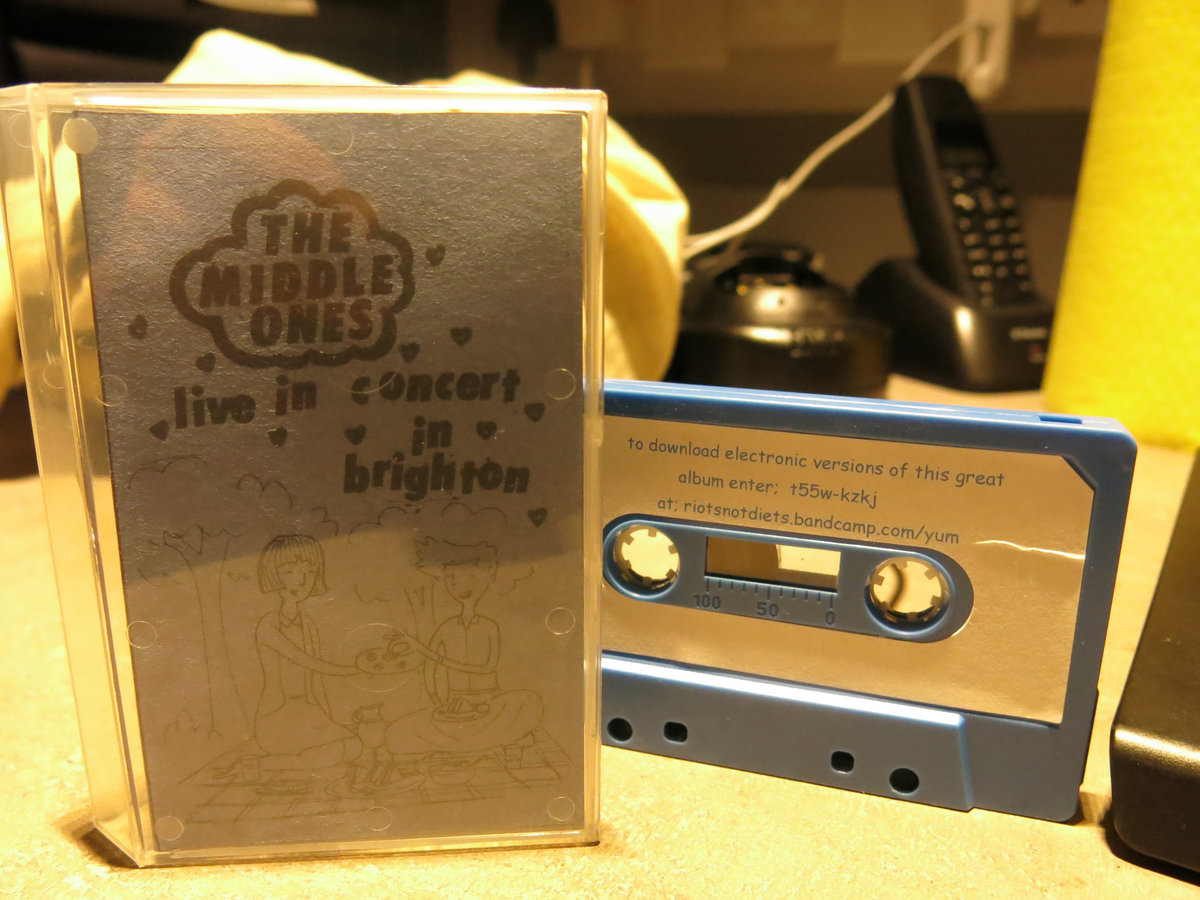 THE
MIDDLE
ONES
live in concert
in
brighton
to download electronic versions of this great
album enter; t55w-kzkj
at; riotsnotdiets.bandcamp.com/yum
100 50 0